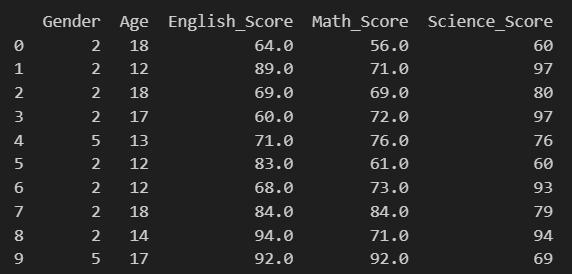 Gender Age English_Score Math_Score Science_Score
0 2 18 64.0 56.0 60
1 2 12 89.0 71.0 97
2 2 18 69.0 69.0 80
3 2 17 60.0 72.0 97
4 5 13 71.0 76.0 76
5 2 12 83.0 61.0 60
6 2 12 68.0 73.0 93
7 2 18 84.0 84.0 79
8 2 14 94.0 71.0 94
9 5 17 92.0 92.0 69